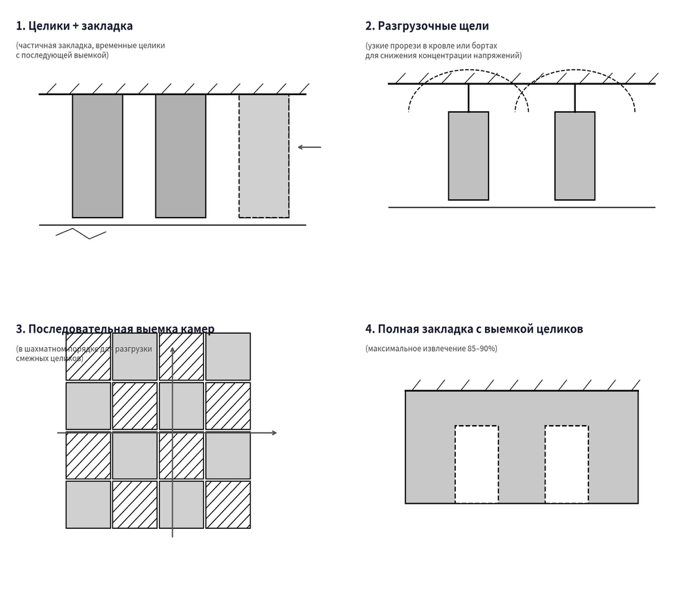 1. Целики + закладка
(частичная закладка, временные целики
с последующей выемкой)
2. Разгрузочные щели
(узкие прорези в кровле или бортах
для снижения концентрации напряжений)
3. Последовательная выемка камер
(в шахматном порядке для разгрузки
смежных целиков)
4. Полная закладка с выемкой целиков
(максимальное извлечение 85–90%)